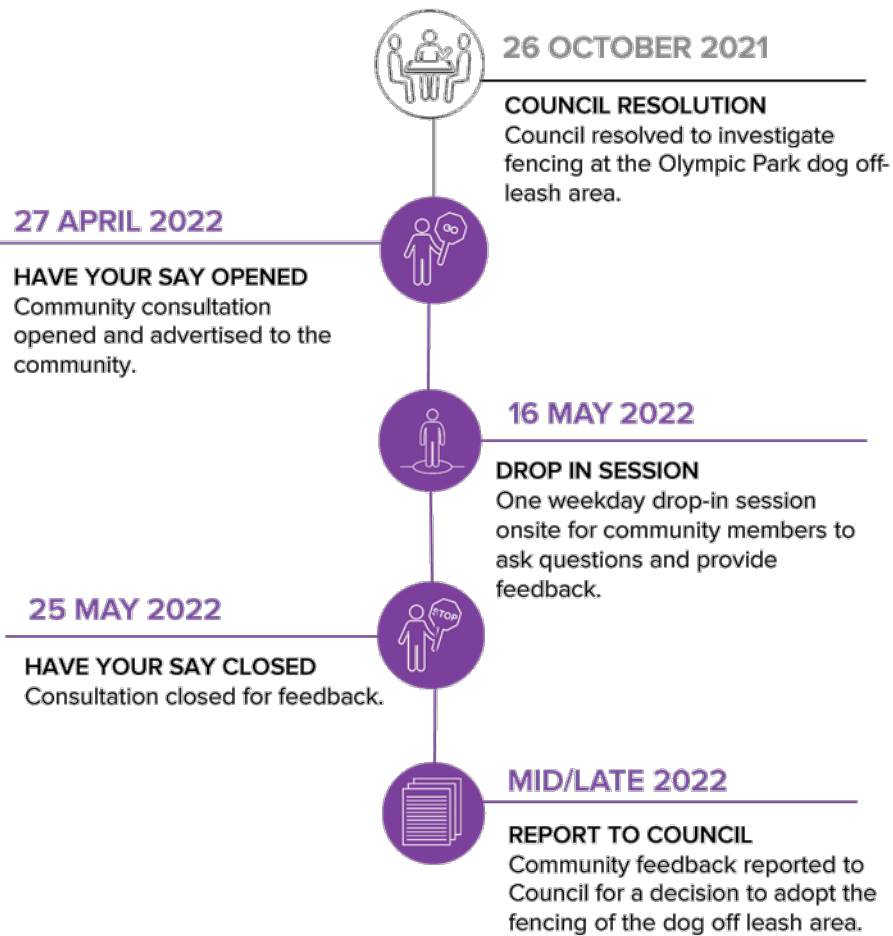 26 OCTOBER 2021
COUNCIL RESOLUTION
Council resolved to investigate
fencing at the Olympic Park dog off-
leash area.
27 APRIL 2022
GO
HAVE YOUR SAY OPENED
Community consultation
opened and advertised to the
community.
16 MAY 2022
DROP IN SESSION
One weekday drop-in session
onsite for community members to
ask questions and provide
feedback.
25 MAY 2022
STOP
HAVE YOUR SAY CLOSED
Consultation closed for feedback.
MID/LATE 2022
REPORT TO COUNCIL
Community feedback reported to
Council for a decision to adopt the
fencing of the dog off leash area.